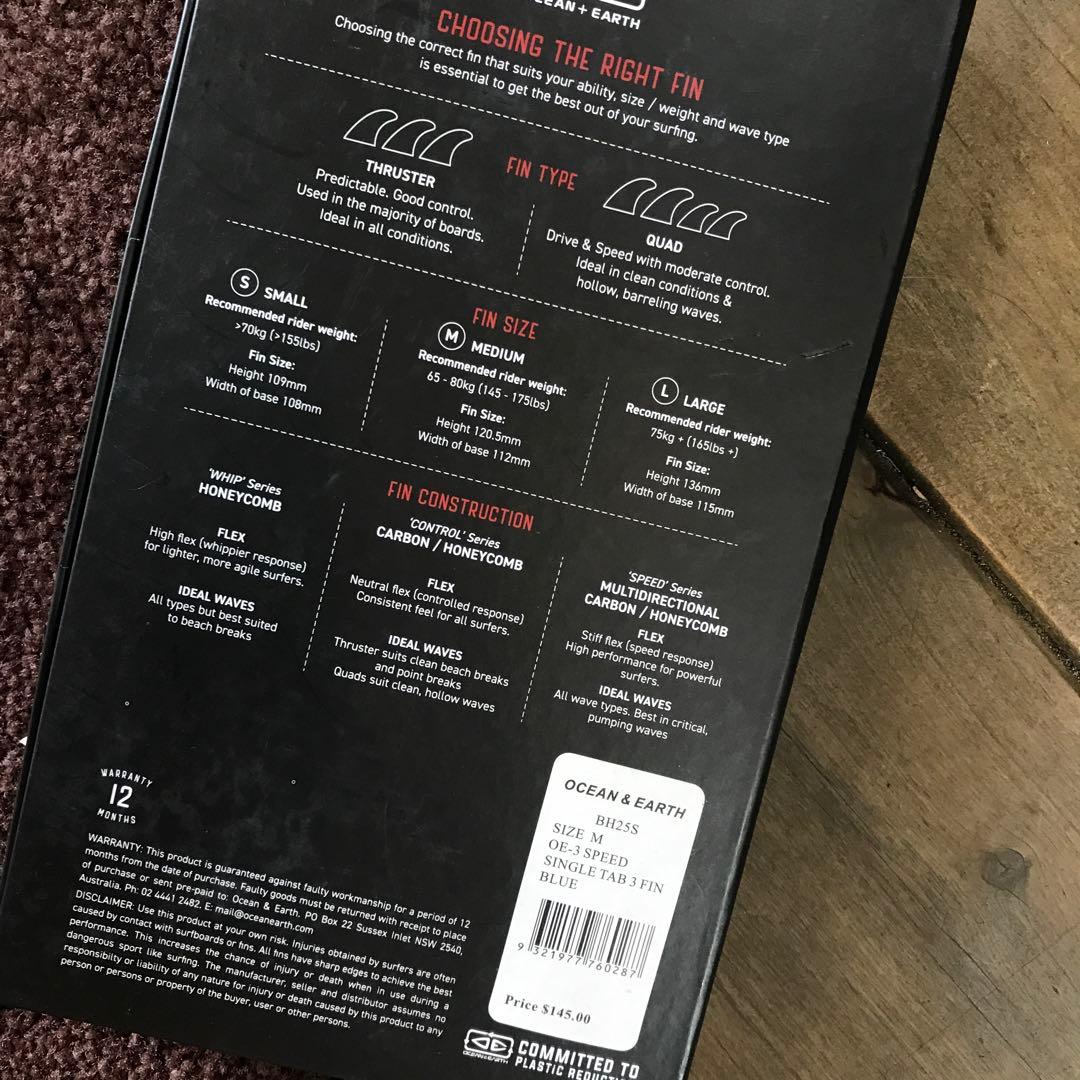 OCEAN + EARTH
CHOOSING THE RIGHT FIN
Choosing the correct fin that suits your ability, size / weight and wave type
is essential to get the best out of your surfing.
FIN TYPE
THRUSTER
Predictable. Good control.
Used in the majority of boards.
Ideal in all conditions.
QUAD
Drive & Speed with moderate control.
Ideal in clean conditions &
hollow, barreling waves.
FIN SIZE
S SMALL
Recommended rider weight:
>70kg (>155lbs)
Fin Size:
Height 109mm
Width of base 108mm
M MEDIUM
Recommended rider weight:
65 - 80kg (145 - 175lbs)
Fin Size:
Height 120.5mm
Width of base 112mm
L LARGE
Recommended rider weight:
75kg + (165lbs +)
Fin Size:
Height 136mm
Width of base 115mm
FIN CONSTRUCTION
'WHIP' Series
HONEYCOMB
FLEX
High flex (whippier response)
for lighter, more agile surfers.
IDEAL WAVES
All types but best suited
to beach breaks
'CONTROL' Series
CARBON / HONEYCOMB
FLEX
Neutral flex (controlled response)
Consistent feel for all surfers.
IDEAL WAVES
Thruster suits clean beach breaks
and point breaks
Quads suit clean, hollow waves
'SPEED' Series
MULTIDIRECTIONAL
CARBON / HONEYCOMB
FLEX
Stiff flex (speed response)
High performance for powerful
surfers.
IDEAL WAVES
All wave types. Best in critical,
pumping waves
WARRANTY
12
MONTHS
WARRANTY: This product is guaranteed against faulty workmanship for a period of 12
months from the date of purchase. Faulty goods must be returned with receipt to place
of purchase or sent pre-paid to: Ocean & Earth. PO Box 22 Sussex Inlet NSW 2540,
Australia. Ph: 02 4441 2482. E: mail@oceanearth.com
DISCLAIMER: Use this product at your own risk. Injuries obtained by surfers are often
caused by contact with surfboards or fins. All fins have sharp edges to achieve the best
performance. This increases the chance of injury or death when in use during a
dangerous sport like surfing. The manufacturer, seller and distributor assumes no
responsibility or liability of any nature for injury or death caused by this product to any
person or persons or property of the buyer, user or other persons.
OCEAN & EARTH
BH25S
SIZE M
OE-3 SPEED
SINGLE TAB 3 FIN
BLUE
9 321977 760287
Price $145.00
OCEAN & EARTH
COMMITTED TO
PLASTIC